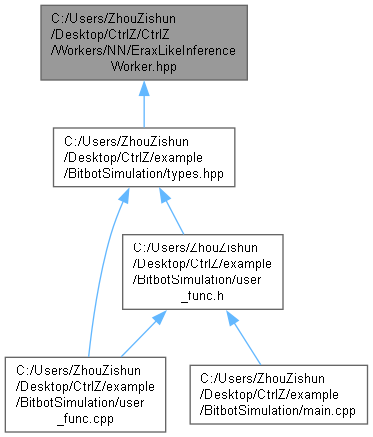 C:/Users/ZhouZishun
/Desktop/CtrlZ/CtrlZ
/Workers/NN/EraxLikeInference
Worker.hpp
C:/Users/ZhouZishun
/Desktop/CtrlZ/example
/BitbotSimulation/types.hpp
C:/Users/ZhouZishun
/Desktop/CtrlZ/example
/BitbotSimulation/user
_func.h
C:/Users/ZhouZishun
/Desktop/CtrlZ/example
/BitbotSimulation/user
_func.cpp
C:/Users/ZhouZishun
/Desktop/CtrlZ/example
/BitbotSimulation/main.cpp